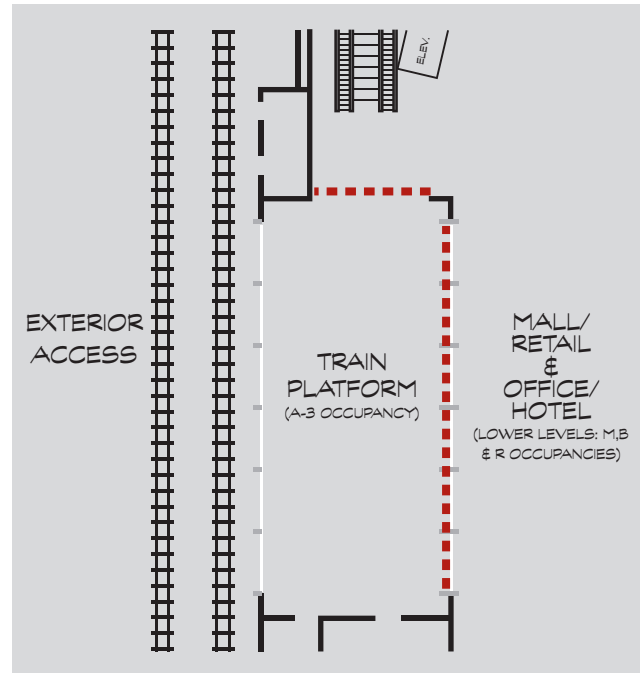 ELEV.
EXTERIOR
ACCESS
TRAIN
PLATFORM
(A-3 OCCUPANCY)
MALL/
RETAIL
&
OFFICE/
HOTEL
(LOWER LEVELS: M,B
& R OCCUPANCIES)